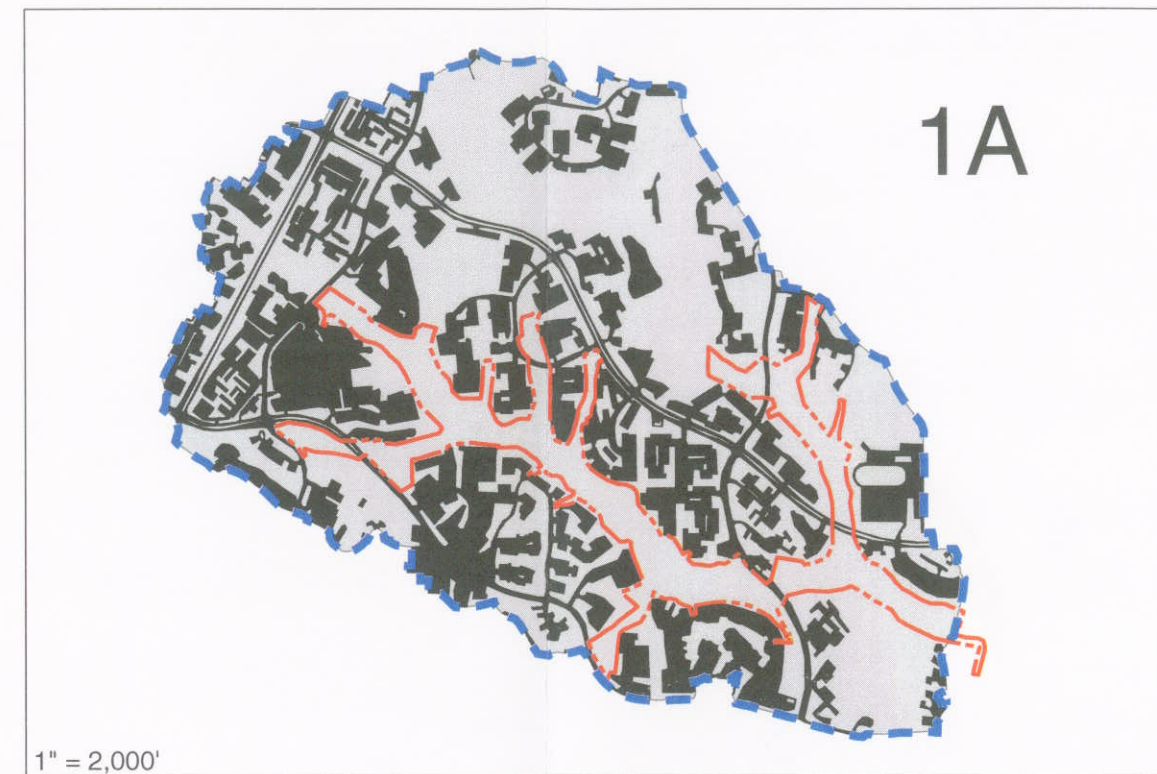 1A
1" = 2,000'